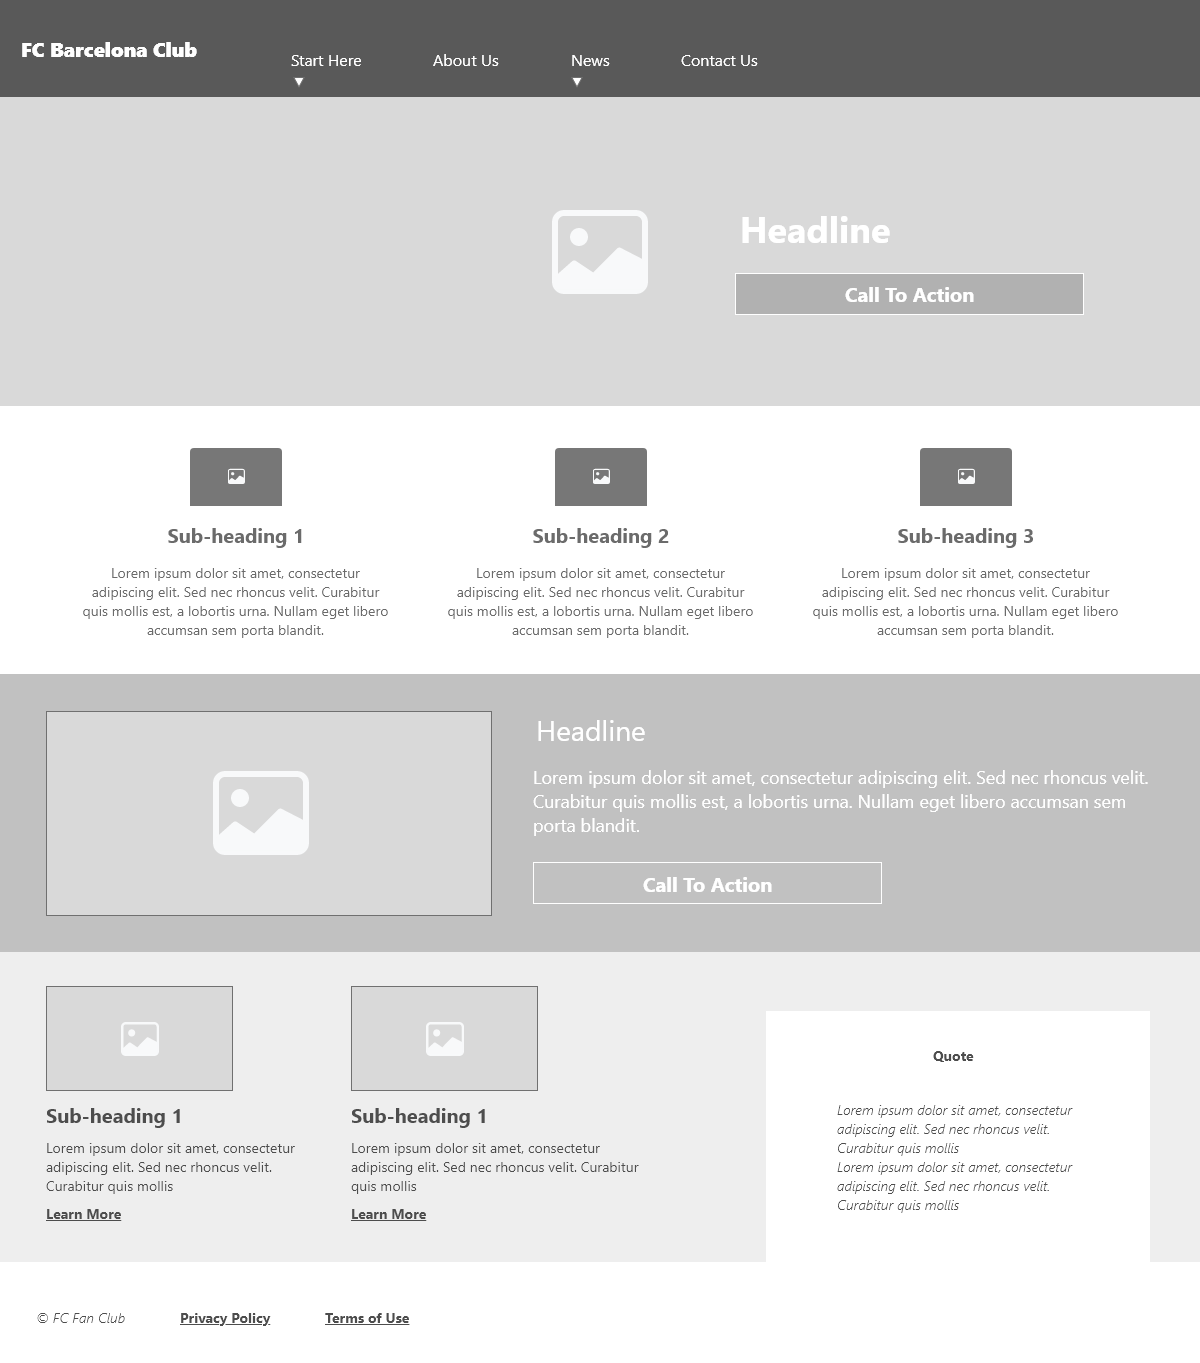 FC Barcelona Club
Start Here
▼
About Us
News
▼
Contact Us
Headline
Call To Action
Sub-heading 1
Lorem ipsum dolor sit amet, consectetur
adipiscing elit. Sed nec rhoncus velit. Curabitur
quis mollis est, a lobortis urna. Nullam eget libero
accumsan sem porta blandit.
Sub-heading 2
Lorem ipsum dolor sit amet, consectetur
adipiscing elit. Sed nec rhoncus velit. Curabitur
quis mollis est, a lobortis urna. Nullam eget libero
accumsan sem porta blandit.
Sub-heading 3
Lorem ipsum dolor sit amet, consectetur
adipiscing elit. Sed nec rhoncus velit. Curabitur
quis mollis est, a lobortis urna. Nullam eget libero
accumsan sem porta blandit.
Headline
Lorem ipsum dolor sit amet, consectetur adipiscing elit. Sed nec rhoncus velit.
Curabitur quis mollis est, a lobortis urna. Nullam eget libero accumsan sem
porta blandit.
Call To Action
Sub-heading 1
Lorem ipsum dolor sit amet, consectetur
adipiscing elit. Sed nec rhoncus velit.
Curabitur quis mollis
Learn More
Sub-heading 1
Lorem ipsum dolor sit amet, consectetur
adipiscing elit. Sed nec rhoncus velit. Curabitur
quis mollis
Learn More
Quote
Lorem ipsum dolor sit amet, consectetur
adipiscing elit. Sed nec rhoncus velit.
Curabitur quis mollis
Lorem ipsum dolor sit amet, consectetur
adipiscing elit. Sed nec rhoncus velit.
Curabitur quis mollis
© FC Fan Club
Privacy Policy
Terms of Use